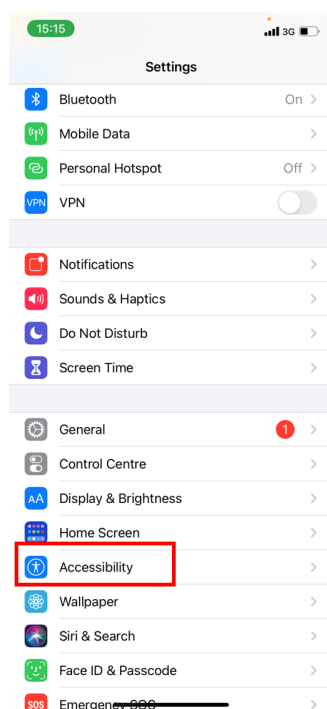 15:15 3G
Settings
Bluetooth On
Mobile Data
Personal Hotspot Off
VPN VPN
Notifications
Sounds & Haptics
Do Not Disturb
Screen Time
General 1
Control Centre
AA Display & Brightness
Home Screen
Accessibility
Wallpaper
Siri & Search
Face ID & Passcode
SOS Emergency SOS